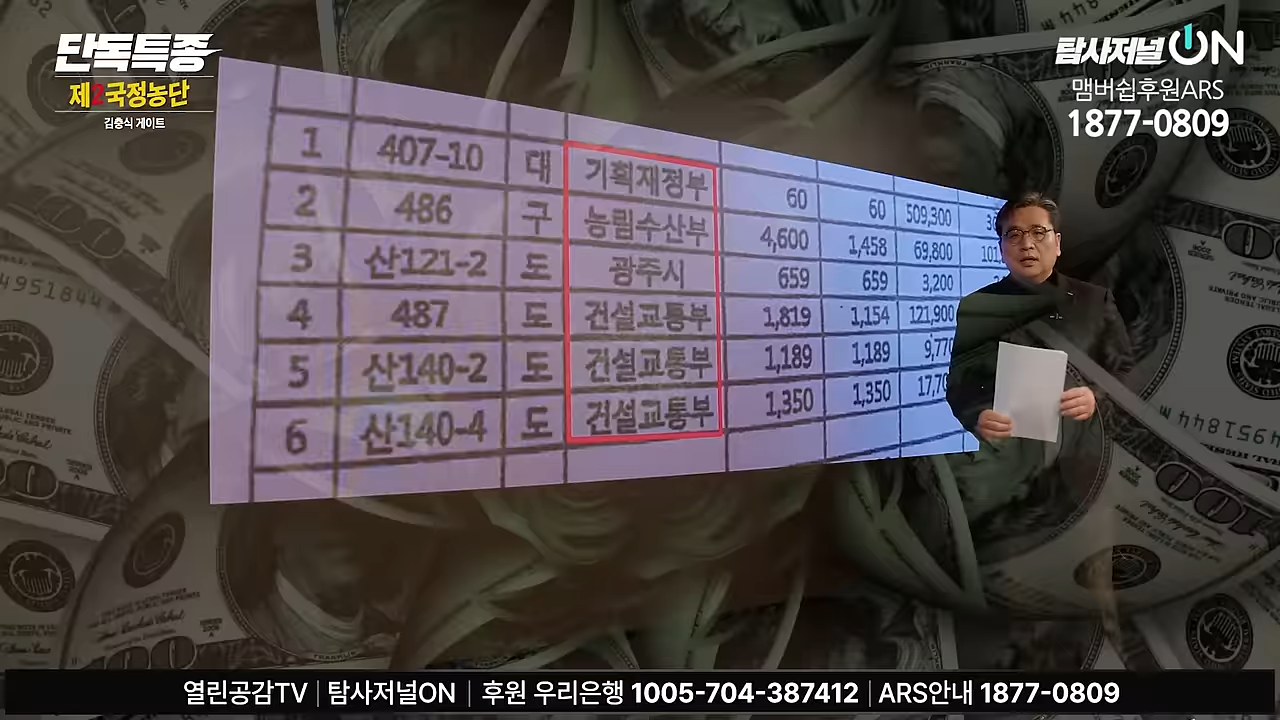 단독특종
제2국정농단
김충식 게이트
탐사저널ON
맴버쉽후원ARS
1877-0809
1 407-10 대 기획재정부 60 60 509,300
2 486 구 농림수산부 4,600 1,458 69,800
3 산121-2 도 광주시 659 659 3,200
4 487 도 건설교통부 1,819 1,154 121,900
5 산140-2 도 건설교통부 1,189 1,189
6 산140-4 도 건설교통부 1,350 1,350
열린공감TV | 탐사저널ON | 후원 우리은행 1005-704-387412 | ARS안내 1877-0809